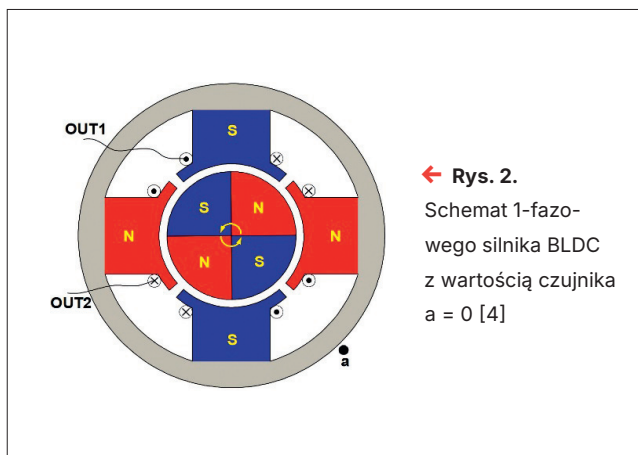 S
OUT1
S
N
N
N
N
S
OUT2
S
a
← Rys. 2.
Schemat 1-fazo-
wego silnika BLDC
z wartością czujnika
a = 0 [4]